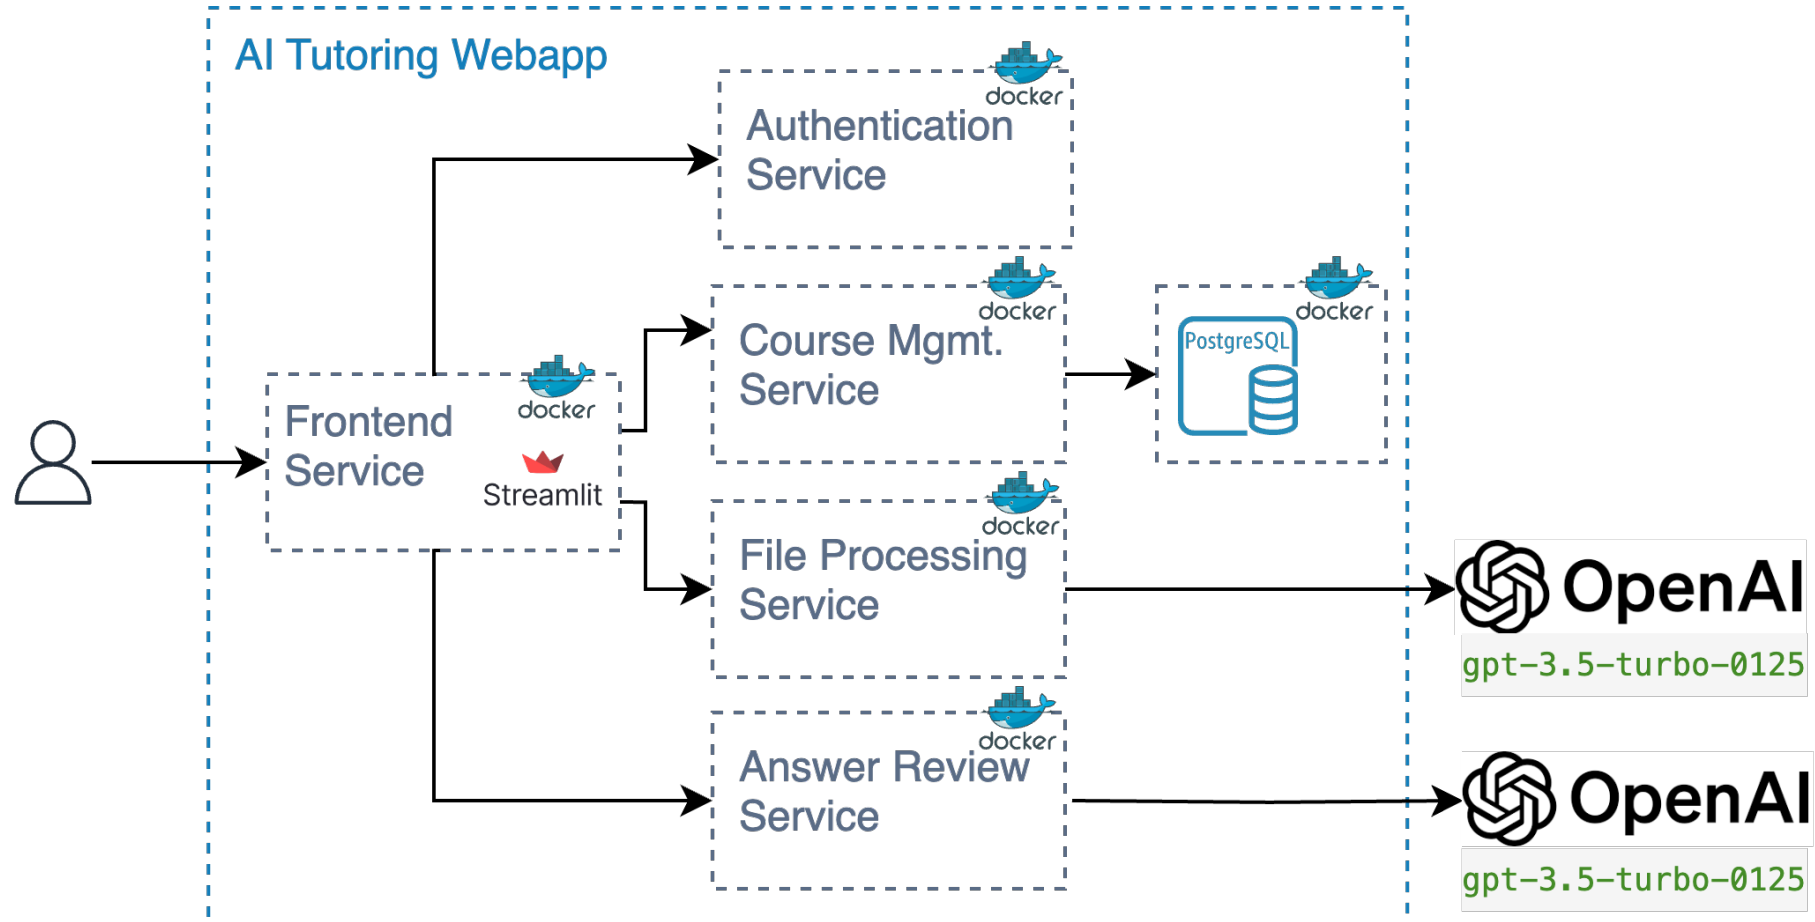 AI Tutoring Webapp
docker
Authentication
Service
docker
Course Mgmt.
Service
docker
PostgreSQL
docker
Frontend
Service
Streamlit
docker
File Processing
Service
OpenAI
gpt-3.5-turbo-0125
docker
Answer Review
Service
OpenAI
gpt-3.5-turbo-0125